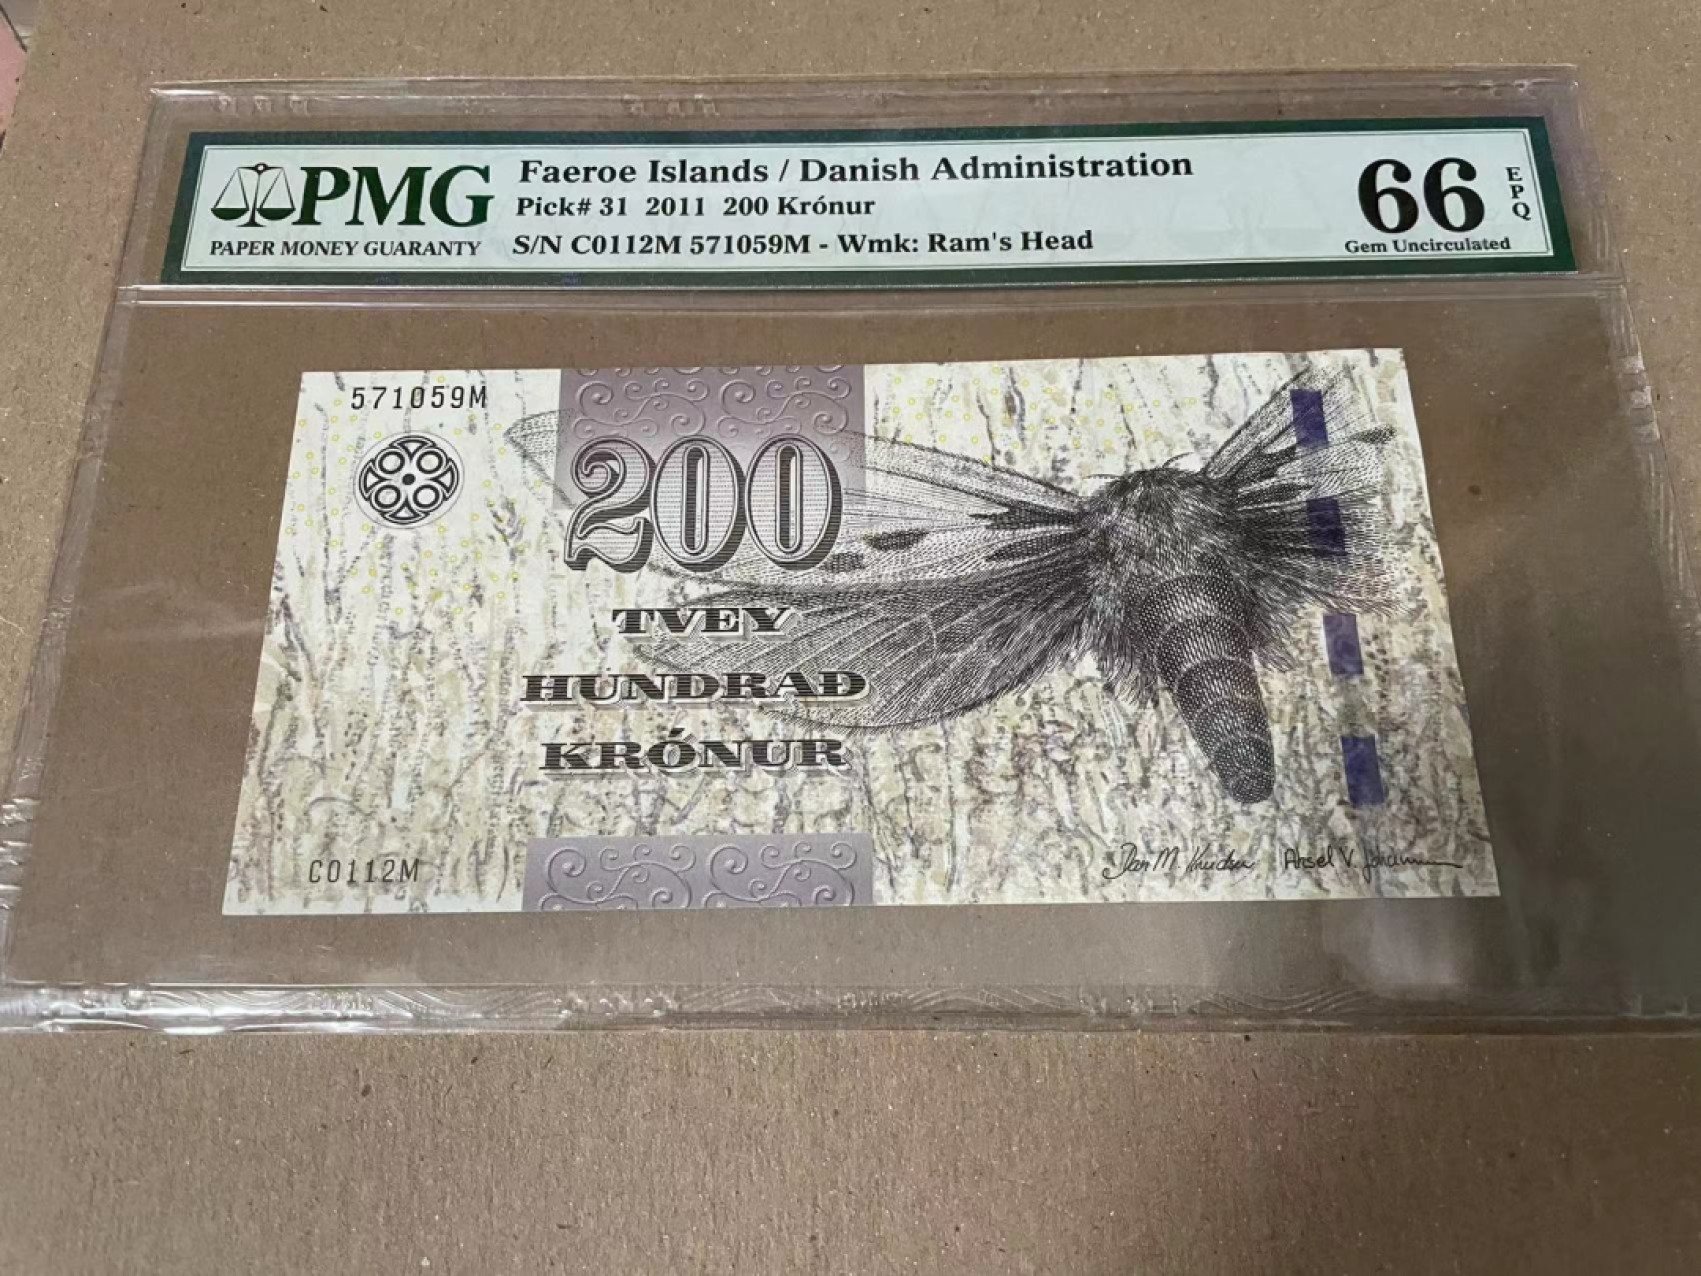 PMG
PAPER MONEY GUARANTY
Faeroe Islands / Danish Administration
Pick# 31 2011 200 Krónur
S/N C0112M 571059M - Wmk: Ram's Head
66
EPQ
Gem Uncirculated
571059M
200
TVEY
HUNDRAÐ
KRÓNUR
C0112M